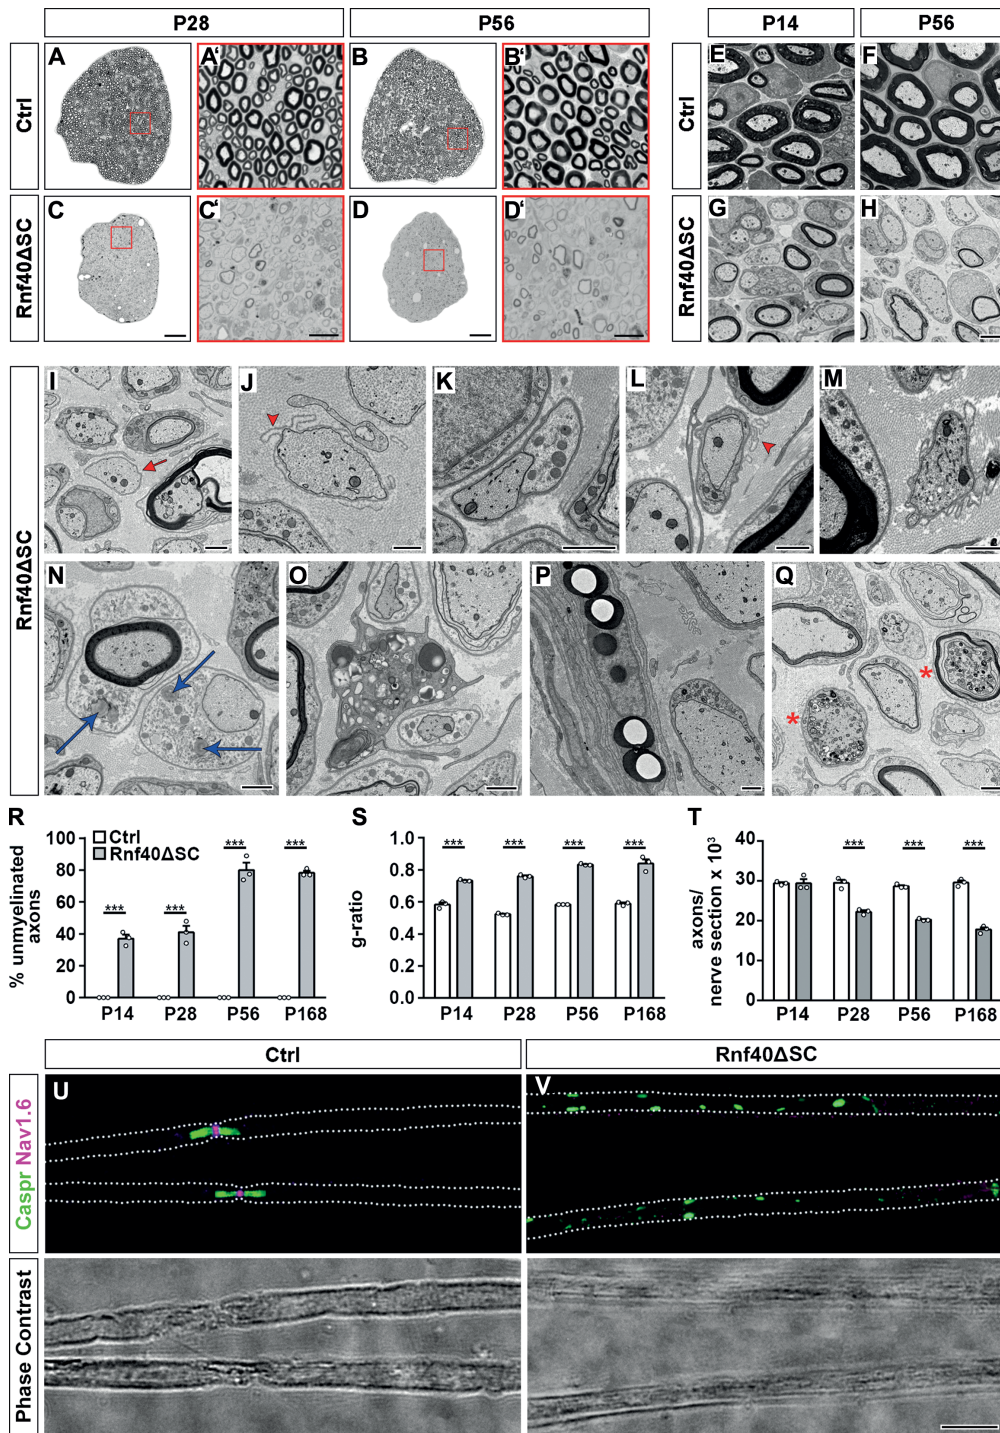 P28
P56
P14
P56
Ctrl
A
A'
B
B'
Ctrl
E
F
Rnf40ΔSC
C
C'
D
D'
Rnf40ΔSC
G
H
Rnf40ΔSC
I
J
K
L
M
N
O
P
Q
*
*
R
% unmyelinated
axons
100
80
60
40
20
0
Ctrl
Rnf40ΔSC
***
***
***
***
P14
P28
P56
P168
S
g-ratio
1.0
0.8
0.6
0.4
0.2
0.0
***
***
***
***
P14
P28
P56
P168
T
axons/
nerve section x 10³
40
30
20
10
0
***
***
***
P14
P28
P56
P168
Ctrl
Rnf40ΔSC
Caspr Nav1.6
U
V
Phase Contrast